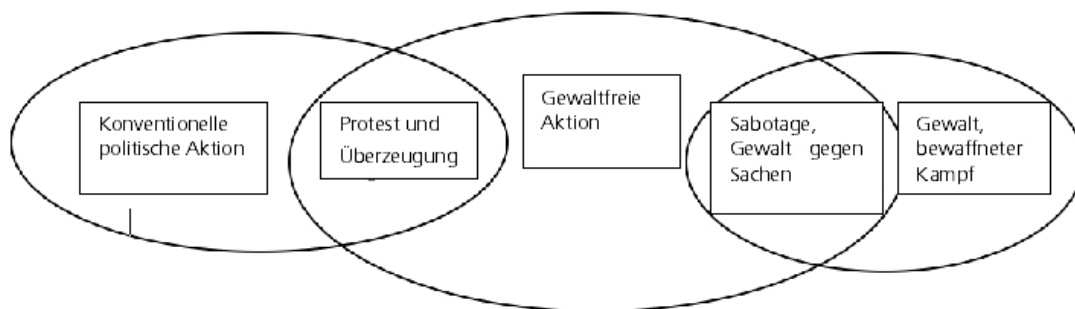 Konventionelle
politische Aktion
Protest und
Überzeugung
Gewaltfreie
Aktion
Sabotage,
Gewalt gegen
Sachen
Gewalt,
bewaffneter
Kampf